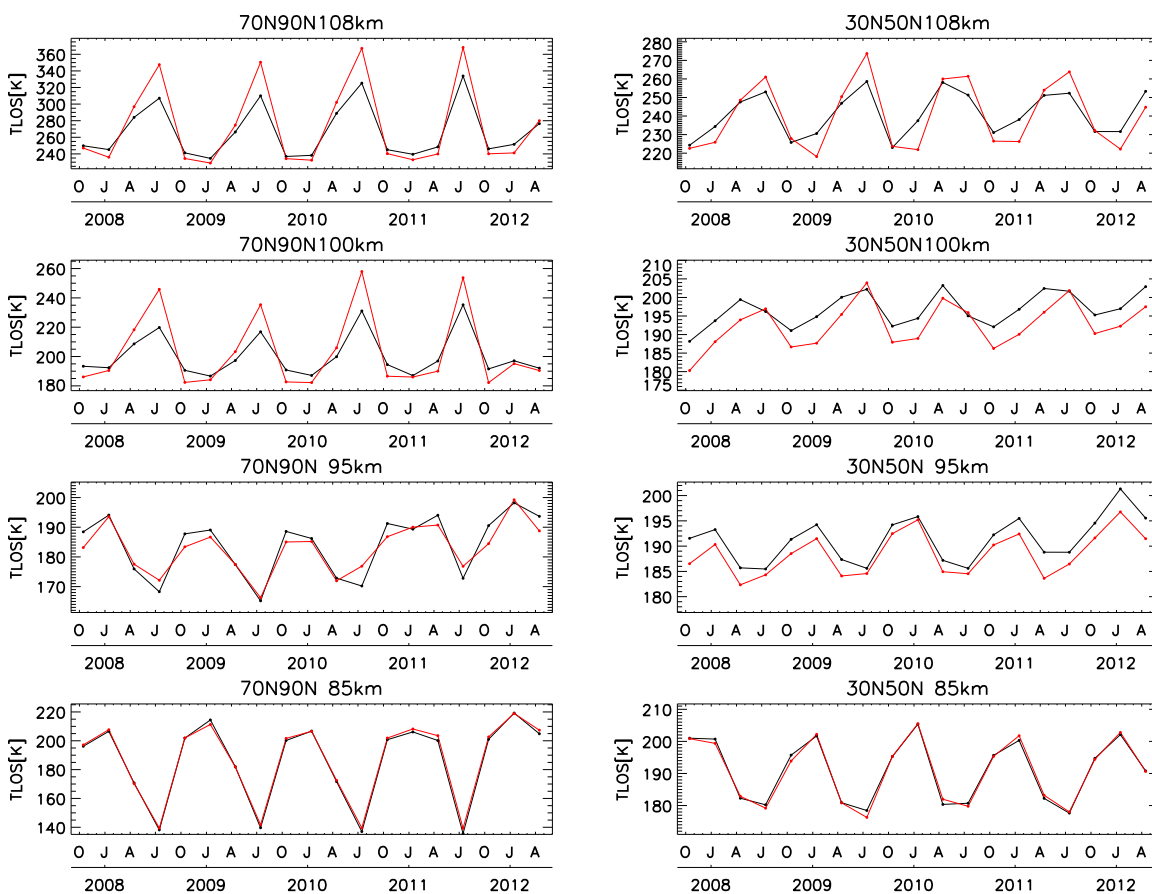 70N90N108km
TLOS[K]
360
340
320
300
280
260
240
O J A J O J A J O J A J O J A J O J A
2008 2009 2010 2011 2012
30N50N108km
TLOS[K]
280
270
260
250
240
230
220
O J A J O J A J O J A J O J A J O J A
2008 2009 2010 2011 2012
70N90N100km
TLOS[K]
260
240
220
200
180
O J A J O J A J O J A J O J A J O J A
2008 2009 2010 2011 2012
30N50N100km
TLOS[K]
210
205
200
195
190
185
180
175
O J A J O J A J O J A J O J A J O J A
2008 2009 2010 2011 2012
70N90N 95km
TLOS[K]
200
190
180
170
O J A J O J A J O J A J O J A J O J A
2008 2009 2010 2011 2012
30N50N 95km
TLOS[K]
200
195
190
185
180
O J A J O J A J O J A J O J A J O J A
2008 2009 2010 2011 2012
70N90N 85km
TLOS[K]
220
200
180
160
140
O J A J O J A J O J A J O J A J O J A
2008 2009 2010 2011 2012
30N50N 85km
TLOS[K]
210
200
190
180
O J A J O J A J O J A J O J A J O J A
2008 2009 2010 2011 2012